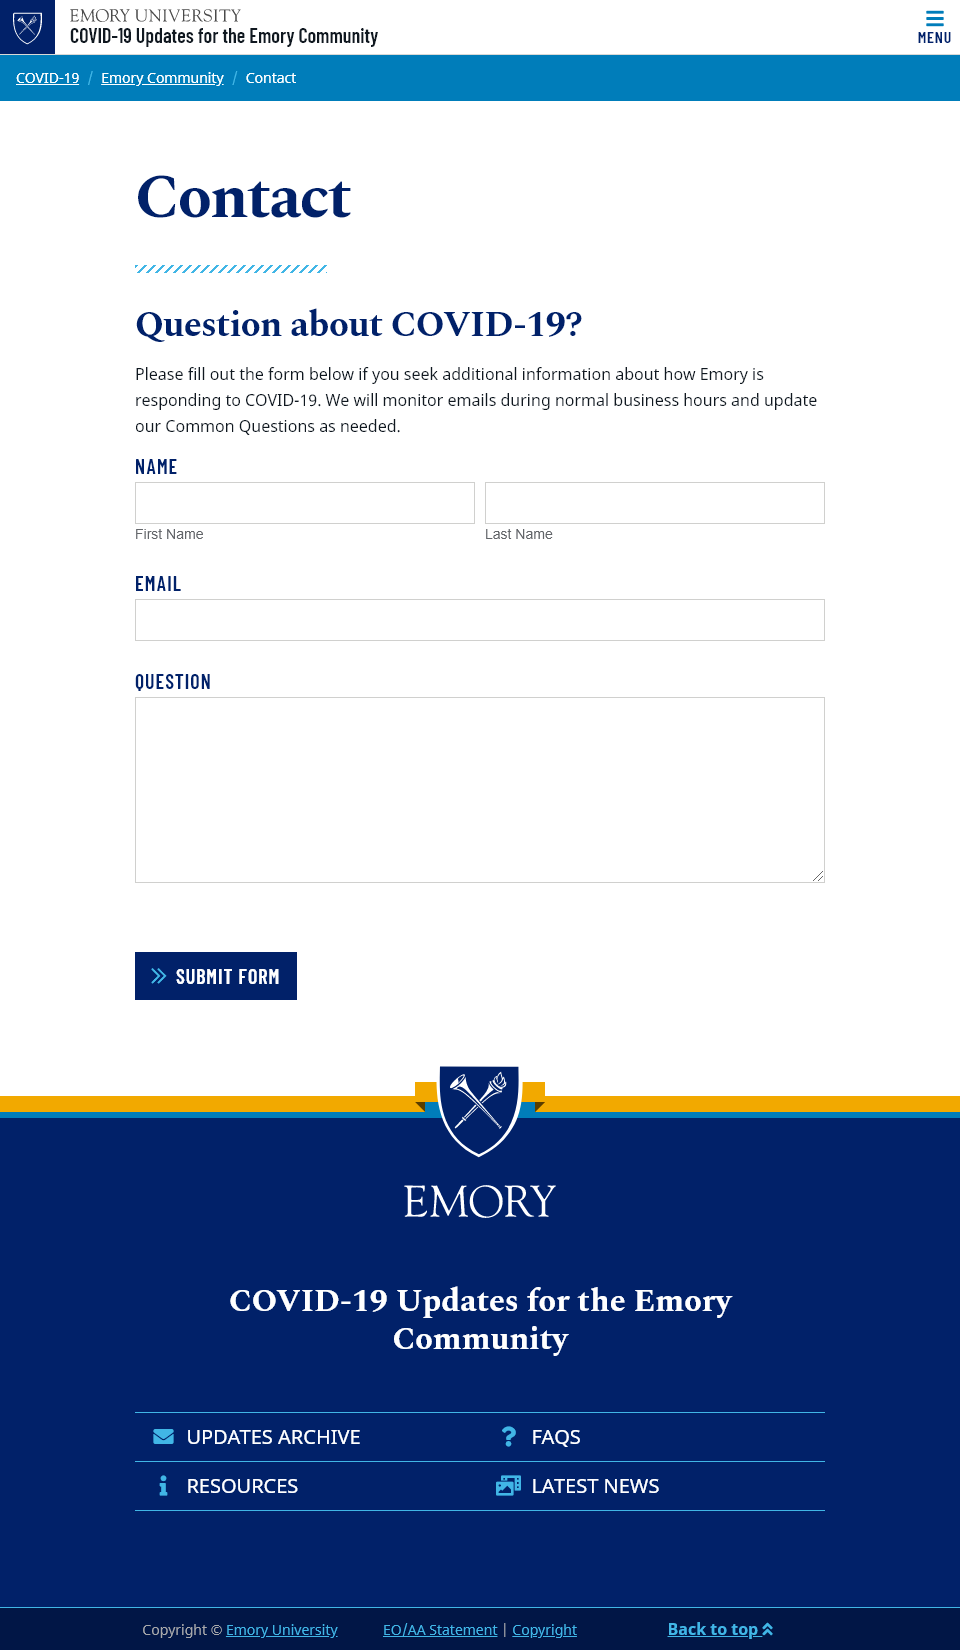 EMORY UNIVERSITY
COVID-19 Updates for the Emory Community
MENU
COVID-19 / Emory Community / Contact
Contact
Question about COVID-19?
Please fill out the form below if you seek additional information about how Emory is
responding to COVID-19. We will monitor emails during normal business hours and update
our Common Questions as needed.
NAME
First Name Last Name
EMAIL
QUESTION
SUBMIT FORM
EMORY
COVID-19 Updates for the Emory
Community
UPDATES ARCHIVE FAQS
RESOURCES LATEST NEWS
Copyright © Emory University EO/AA Statement | Copyright Back to top